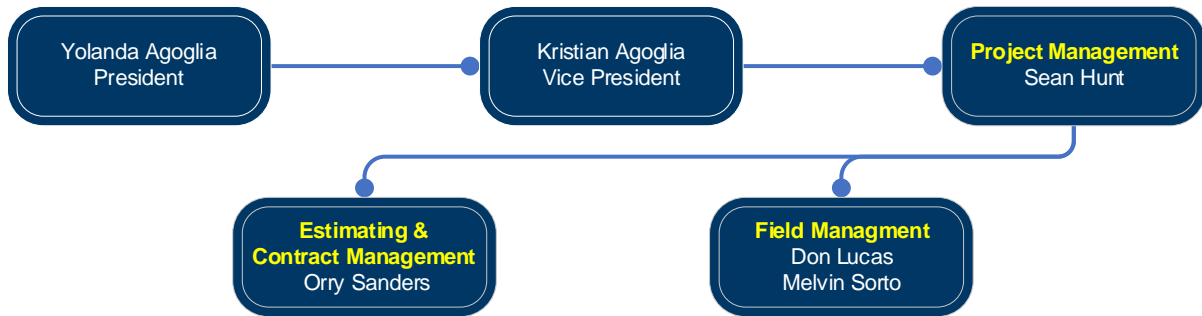 Yolanda Agoglia
President
Kristian Agoglia
Vice President
Project Management
Sean Hunt
Estimating &
Contract Management
Orry Sanders
Field Managment
Don Lucas
Melvin Sorto